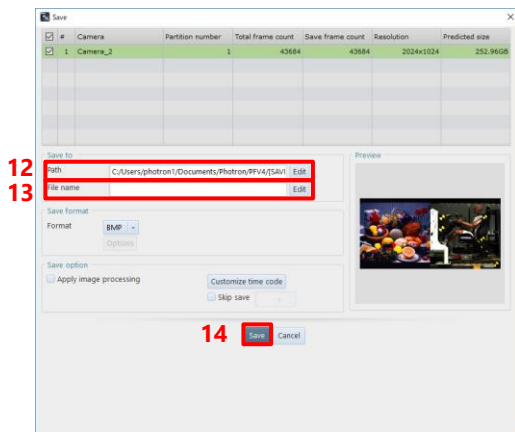 Save
# Camera Partition number Total frame count Save frame count Resolution Predicted size
1 Camera_2 1 43684 43684 2024x1024 252.96GB
Save to
12 Path C:/Users/photron1/Documents/Photron/PFV4/[SAVI Edit
13 File name Edit
Preview
Save format
Format BMP
Options
Save option
Apply image processing Customize time code
Skip save
14 Save Cancel